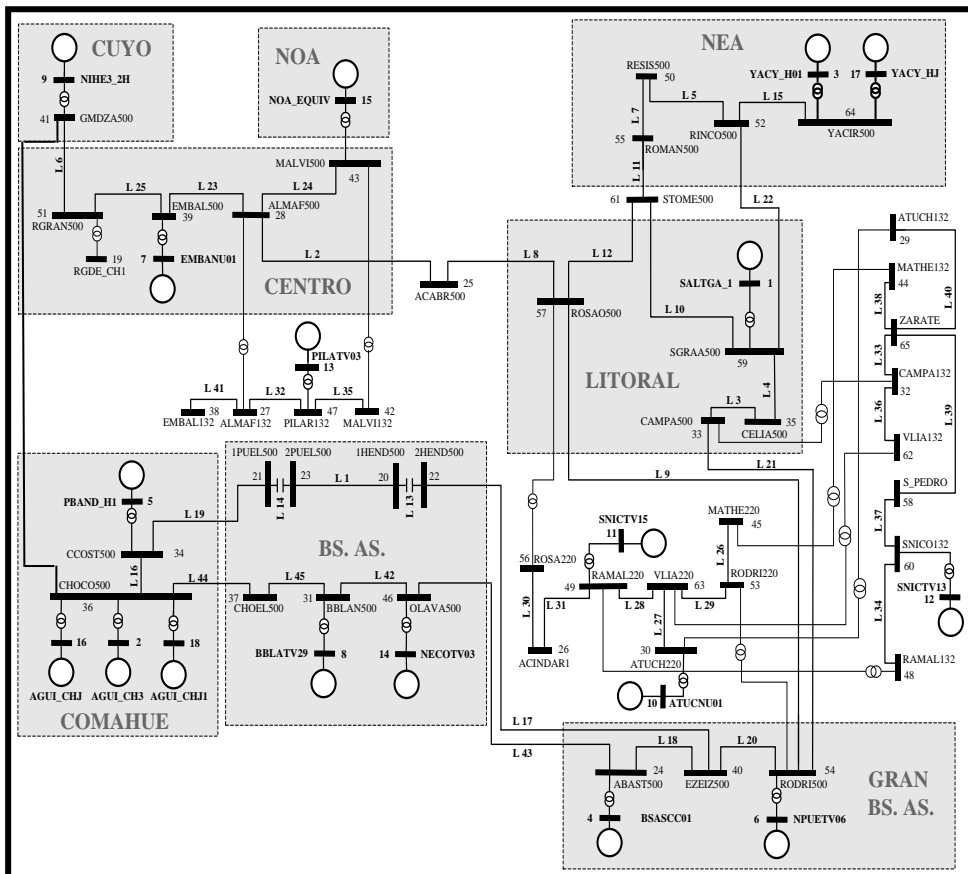 CUYO
9 NIHE3_2H
41 GMDZA500
L 6
NOA
NOA_EQUIV 15
MALVI500
43
NEA
RESIS500
50
YACY_H01 3
17 YACY_HJ
L 5
L 15
L 7
64
YACIR500
RINCO500 52
55
ROMAN500
L 11
61 STOME500
L 22
L 25
L 23
L 24
51
RGRAN500
EMBAL500
39
ALMAF500
28
19
RGDE_CH1
7 EMBANU01
L 2
CENTRO
25
ACABR500
L 8
L 12
57 ROSAO500
SALTGA_1 1
L 10
SGRAA500
59
LITORAL
L 4
L 3
CAMPA500
33
35
CELIA500
L 21
L 9
ATUCH132
29
MATHE132
44
L 38
L 40
ZARATE
65
L 33
CAMPA132
32
L 39
L 36
VLIA132
62
S_PEDRO
58
L 37
SNICO132
60
SNICTV13
12
L 34
RAMAL132
48
PILATV03
13
L 41
L 32
L 35
38
EMBAL132
27
ALMAF132
47
PILAR132
42
MALVI132
1PUEL500
2PUEL500
1HEND500
2HEND500
21
23
L 1
20
22
L 14
L 13
PBAND_H1
5
L 19
CCOST500
34
L 16
BS. AS.
CHOCO500
36
L 44
L 45
L 42
37
CHOEL500
31
BBLAN500
46
OLAVA500
16
2
18
AGUI_CHJ
AGUI_CH3
AGUI_CHJ1
COMAHUE
BBLATV29 8
14 NECOTV03
SNICTV15
11
MATHE220
45
L 26
56
ROSA220
49
RAMAL220
VLIA220
63
RODRI220
53
L 30
L 31
L 28
L 29
L 27
26
ACINDAR1
30
ATUCH220
10 ATUCNU01
L 17
L 43
L 18
L 20
24
ABAST500
EZEIZ500
40
54
RODRI500
4 BSASCC01
6 NPUETV06
GRAN
BS. AS.